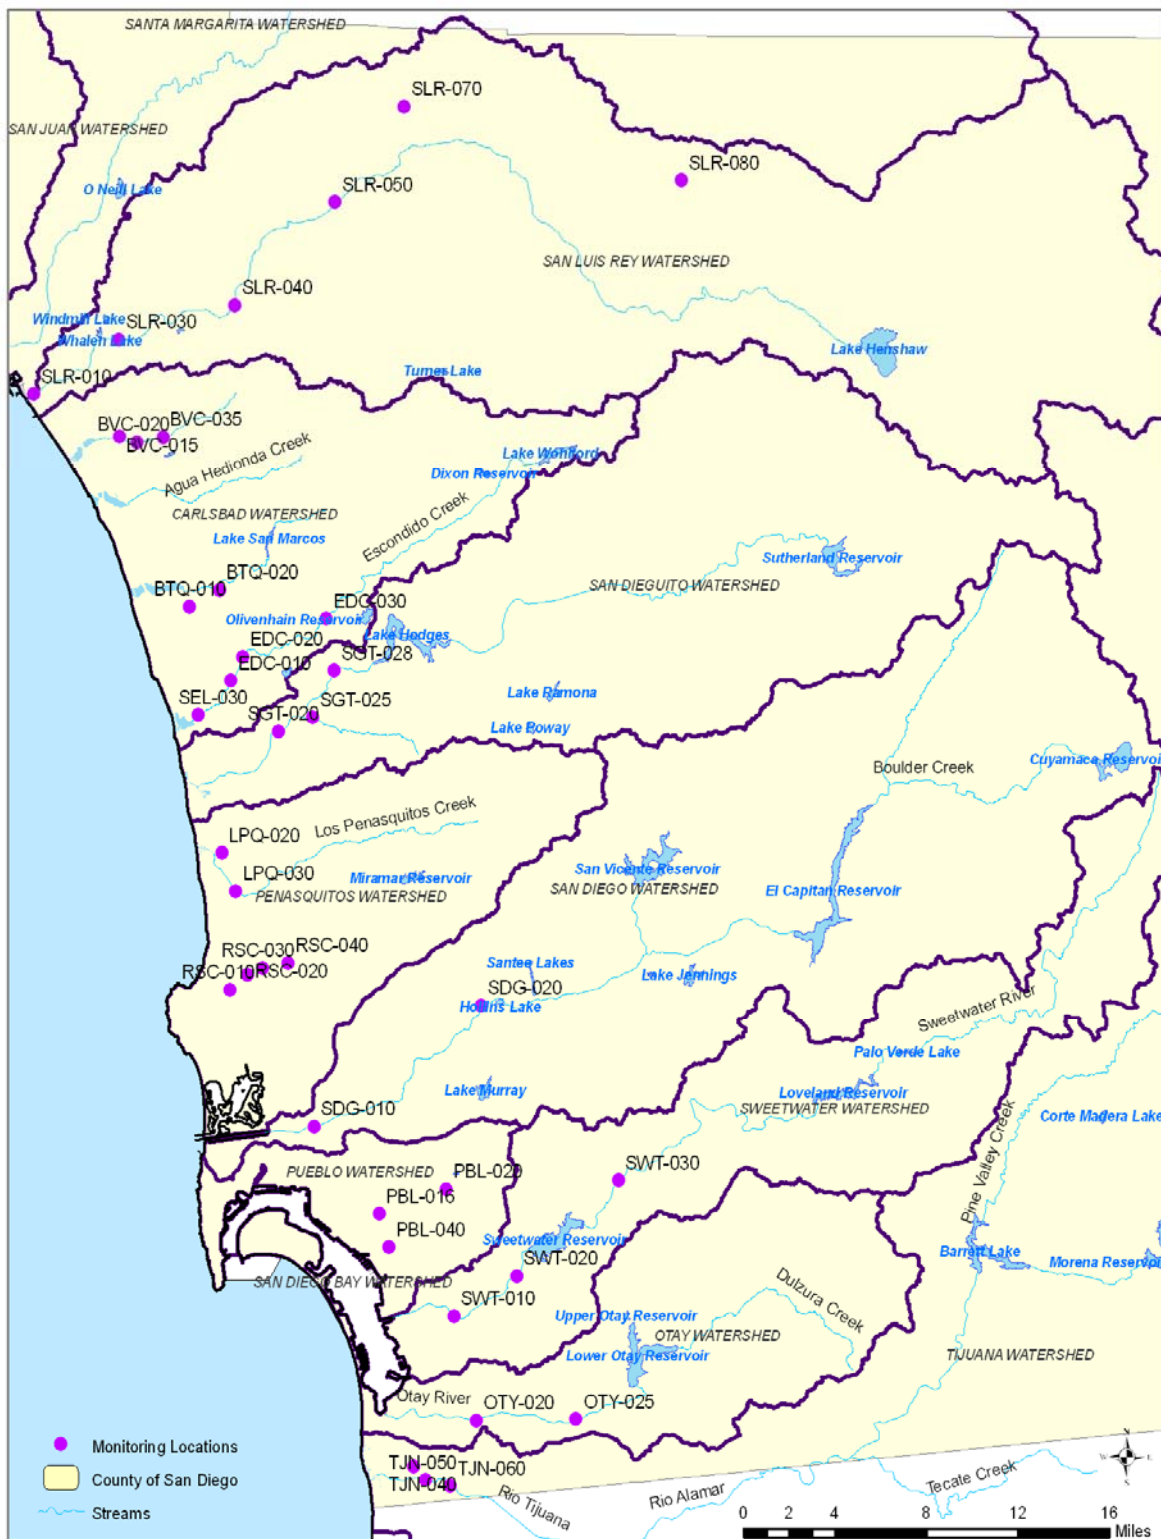 SANTA MARGARITA WATERSHED
SLR-070
SAN JUAN WATERSHED
SLR-080
O Neill Lake
SLR-050
SAN LUIS REY WATERSHED
SLR-040
Windmill Lake
SLR-030
Whalen Lake
Lake Henshaw
Turner Lake
SLR-010
BVC-020
BVC-035
BVC-015
Agua Hedionda Creek
Lake Wohlford
Dixon Reservoir
CARLSBAD WATERSHED
Escondido Creek
Lake San Marcos
Sutherland Reservoir
BTQ-020
BTQ-010
SAN DIEGUITO WATERSHED
EDC-030
Olivenhain Reservoir
Lake Hodges
EDC-020
SGT-028
EDC-010
SEL-030
SGT-025
SGT-020
Lake Ramona
Lake Poway
Cuyamaca Reservoir
Boulder Creek
Los Penasquitos Creek
LPQ-020
LPQ-030
Miramar Reservoir
PENASQUITOS WATERSHED
San Vicente Reservoir
SAN DIEGO WATERSHED
El Capitan Reservoir
RSC-030
RSC-040
RSC-010
RSC-020
Santee Lakes
Lake Jennings
SDG-020
Hollins Lake
Sweetwater River
Palo Verde Lake
Lake Murray
Loveland Reservoir
SWEETWATER WATERSHED
SDG-010
Corte Madera Lake
Pine Valley Creek
PUEBLO WATERSHED
PBL-020
SWT-030
PBL-016
PBL-040
Sweetwater Reservoir
SWT-020
Barrett Lake
Morena Reservoir
SAN DIEGO BAY WATERSHED
SWT-010
Dulzura Creek
Upper Otay Reservoir
OTAY WATERSHED
Lower Otay Reservoir
TIJUANA WATERSHED
Otay River
OTY-020
OTY-025
TJN-050
TJN-060
TJN-040
Rio Tijuana
Rio Alamar
Tecate Creek
Monitoring Locations
County of San Diego
Streams
N
W E
S
0 2 4 8 12 16
Miles